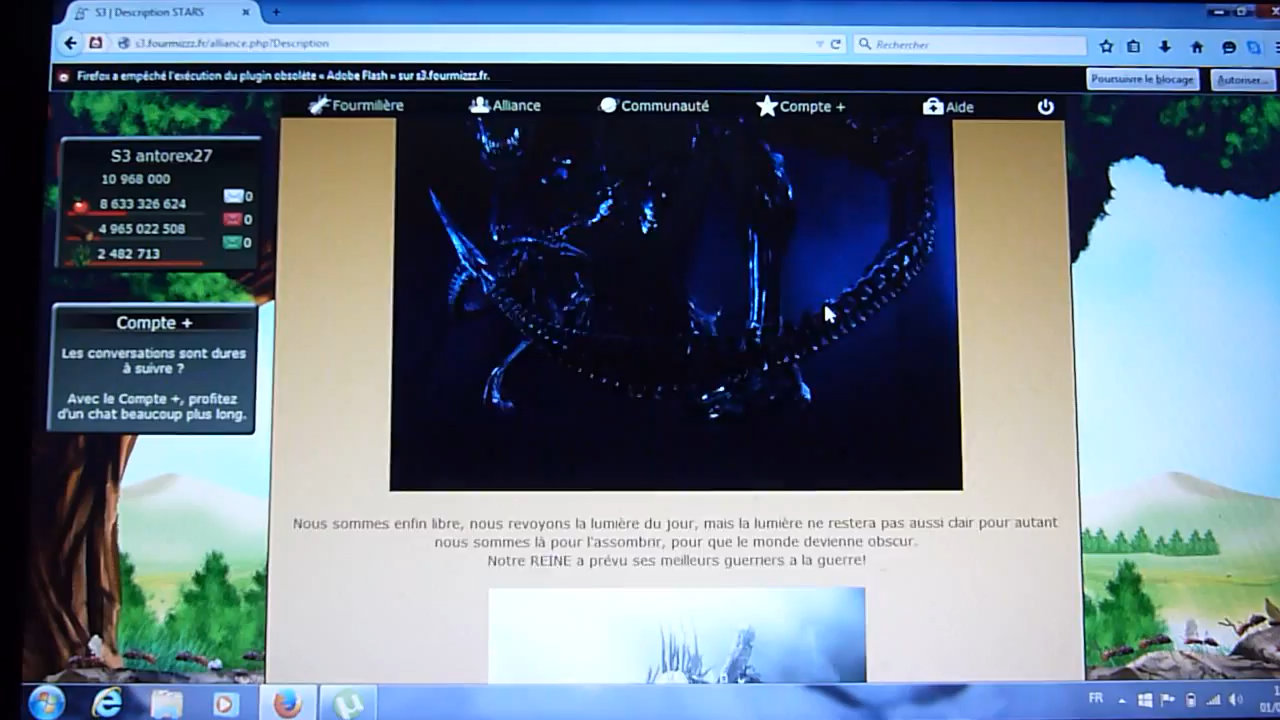 S3 | Description STARS
s3.fourmizzz.fr/alliance.php?Description
Rechercher
Firefox a empêché l'exécution du plugin obsolète « Adobe Flash » sur s3.fourmizzz.fr.
Poursuivre le blocage
Autoriser...
Fourmilière
Alliance
Communauté
Compte +
Aide
S3 antorex27
10 968 000
8 633 326 624
4 965 022 508
2 482 713
0
0
0
Compte +
Les conversations sont dures
à suivre ?
Avec le Compte +, profitez
d'un chat beaucoup plus long.
Nous sommes enfin libre, nous revoyons la lumière du jour, mais la lumière ne restera pas aussi clair pour autant
nous sommes là pour l'assombrir, pour que le monde devienne obscur.
Notre REINE a prévu ses meilleurs guerriers a la guerre!
FR